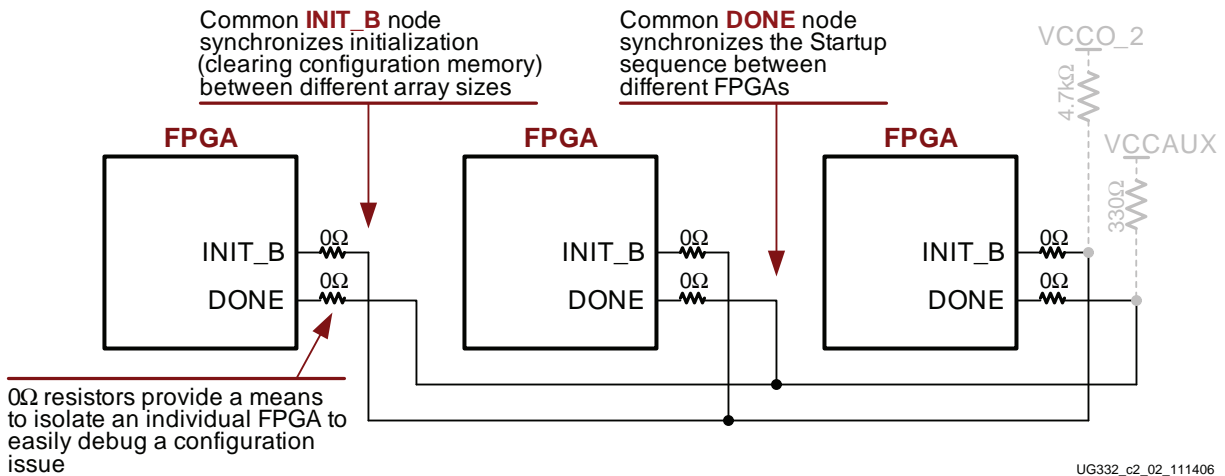 Common INIT_B node
synchronizes initialization
(clearing configuration memory)
between different array sizes
Common DONE node
synchronizes the Startup
sequence between
different FPGAs
VCCO_2
4.7kΩ
VCCAUX
330Ω
FPGA
FPGA
FPGA
INIT_B
0Ω
DONE
0Ω
INIT_B
0Ω
DONE
0Ω
INIT_B
0Ω
DONE
0Ω
0Ω resistors provide a means
to isolate an individual FPGA to
easily debug a configuration
issue
UG332_c2_02_111406